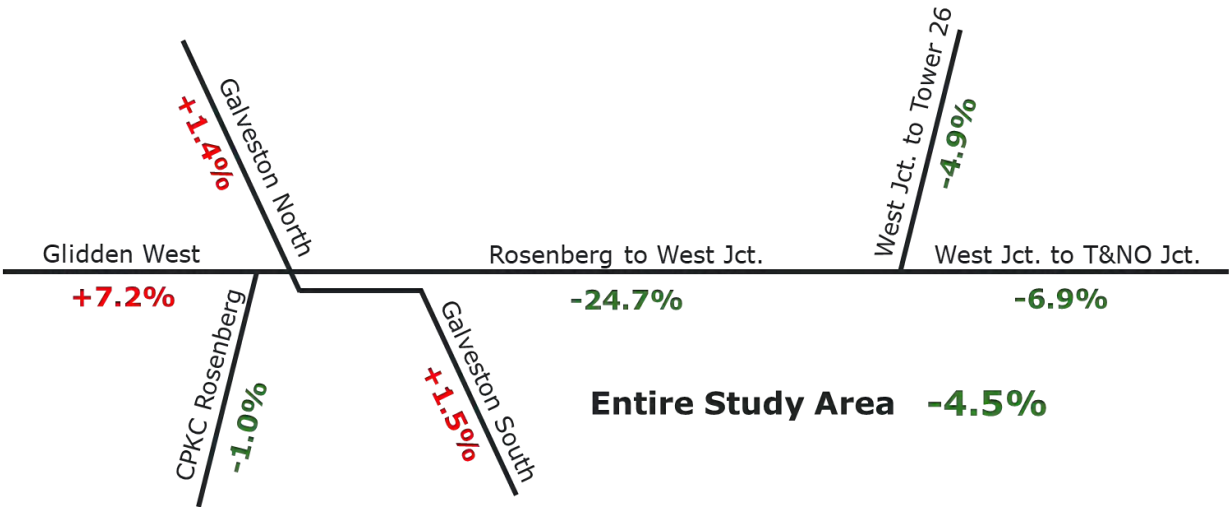 Galveston North
+1.4%
West Jct. to Tower 26
-4.9%
Glidden West
+7.2%
Rosenberg to West Jct.
-24.7%
West Jct. to T&NO Jct.
-6.9%
CPKC Rosenberg
-1.0%
Galveston South
+1.5%
Entire Study Area -4.5%